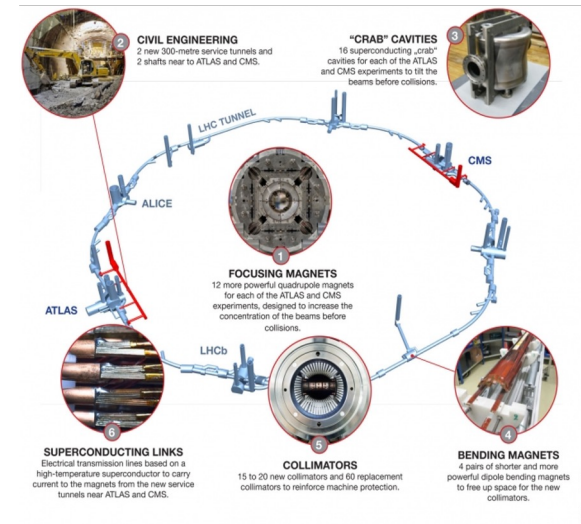 2
CIVIL ENGINEERING
2 new 300-metre service tunnels and
2 shafts near to ATLAS and CMS.
"CRAB" CAVITIES
16 superconducting „crab"
cavities for each of the ATLAS
and CMS experiments to tilt the
beams before collisions.
3
LHC TUNNEL
CMS
ALICE
1
FOCUSING MAGNETS
12 more powerful quadrupole magnets
for each of the ATLAS and CMS
experiments, designed to increase the
concentration of the beams before
collisions.
ATLAS
LHCb
6
SUPERCONDUCTING LINKS
Electrical transmission lines based on a
high-temperature superconductor to carry
current to the magnets from the new service
tunnels near ATLAS and CMS.
5
COLLIMATORS
15 to 20 new collimators and 60 replacement
collimators to reinforce machine protection.
4
BENDING MAGNETS
4 pairs of shorter and more
powerful dipole bending magnets
to free up space for the new
collimators.